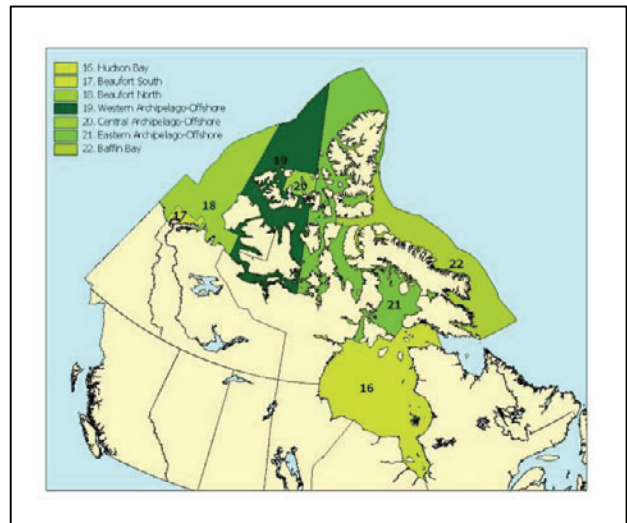 16. Hudson Bay
17. Beaufort South
18. Beaufort North
19. Western Archipelago-Offshore
20. Central Archipelago-Offshore
21. Eastern Archipelago-Offshore
22. Baffin Bay
19
20
18
17
22
21
16